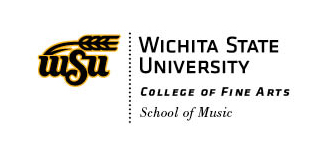 wsu
Wichita State
University
College of Fine Arts
School of Music